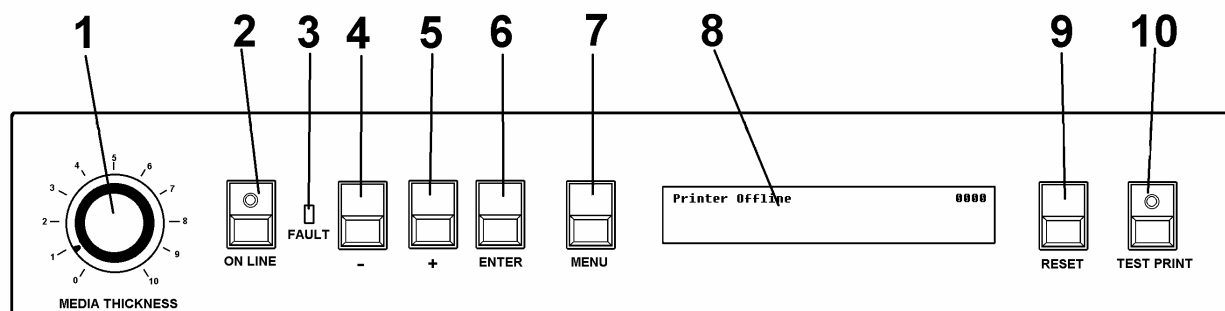 1 2 3 4 5 6 7 8 9 10
0 1 2 3 4 5 6 7 8 9 10
MEDIA THICKNESS
ON LINE
FAULT
-
+
ENTER
MENU
Printer Offline 0000
RESET
TEST PRINT